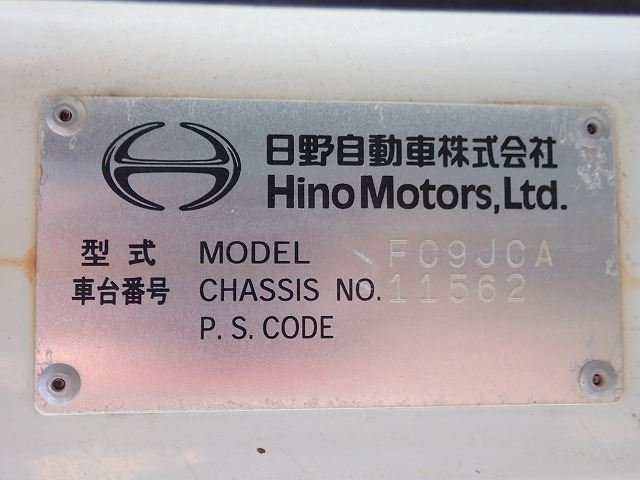 日野自動車株式会社
Hino Motors, Ltd.
型式 MODEL FC9JCA
車台番号 CHASSIS NO. 11562
P. S. CODE